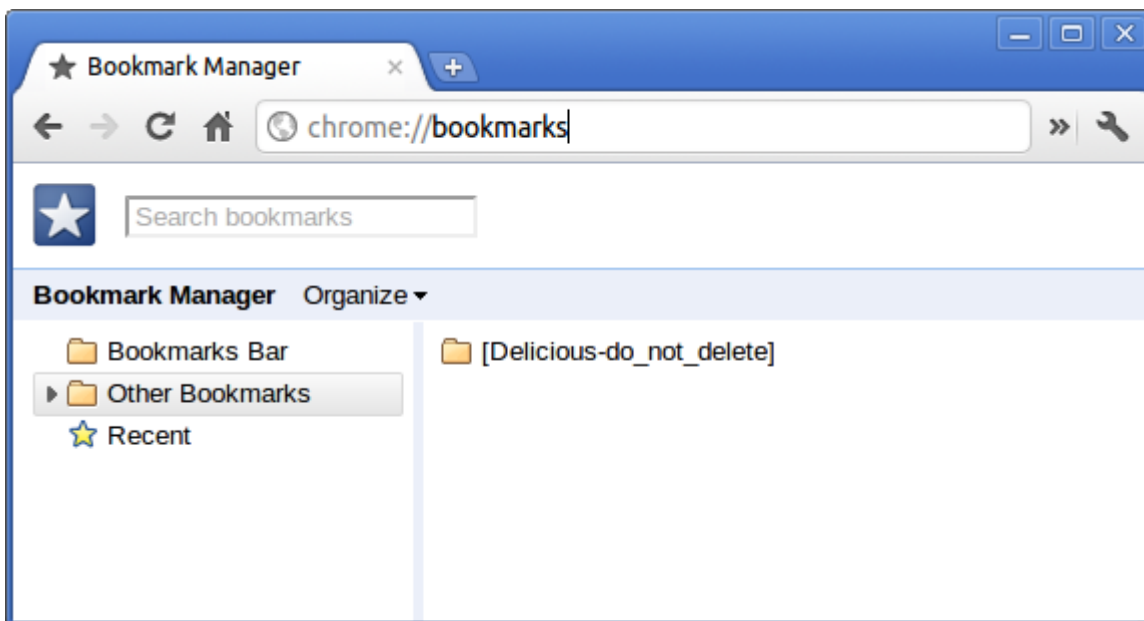 Bookmark Manager
chrome://bookmarks
Search bookmarks
Bookmark Manager Organize
Bookmarks Bar
[Delicious-do_not_delete]
Other Bookmarks
Recent